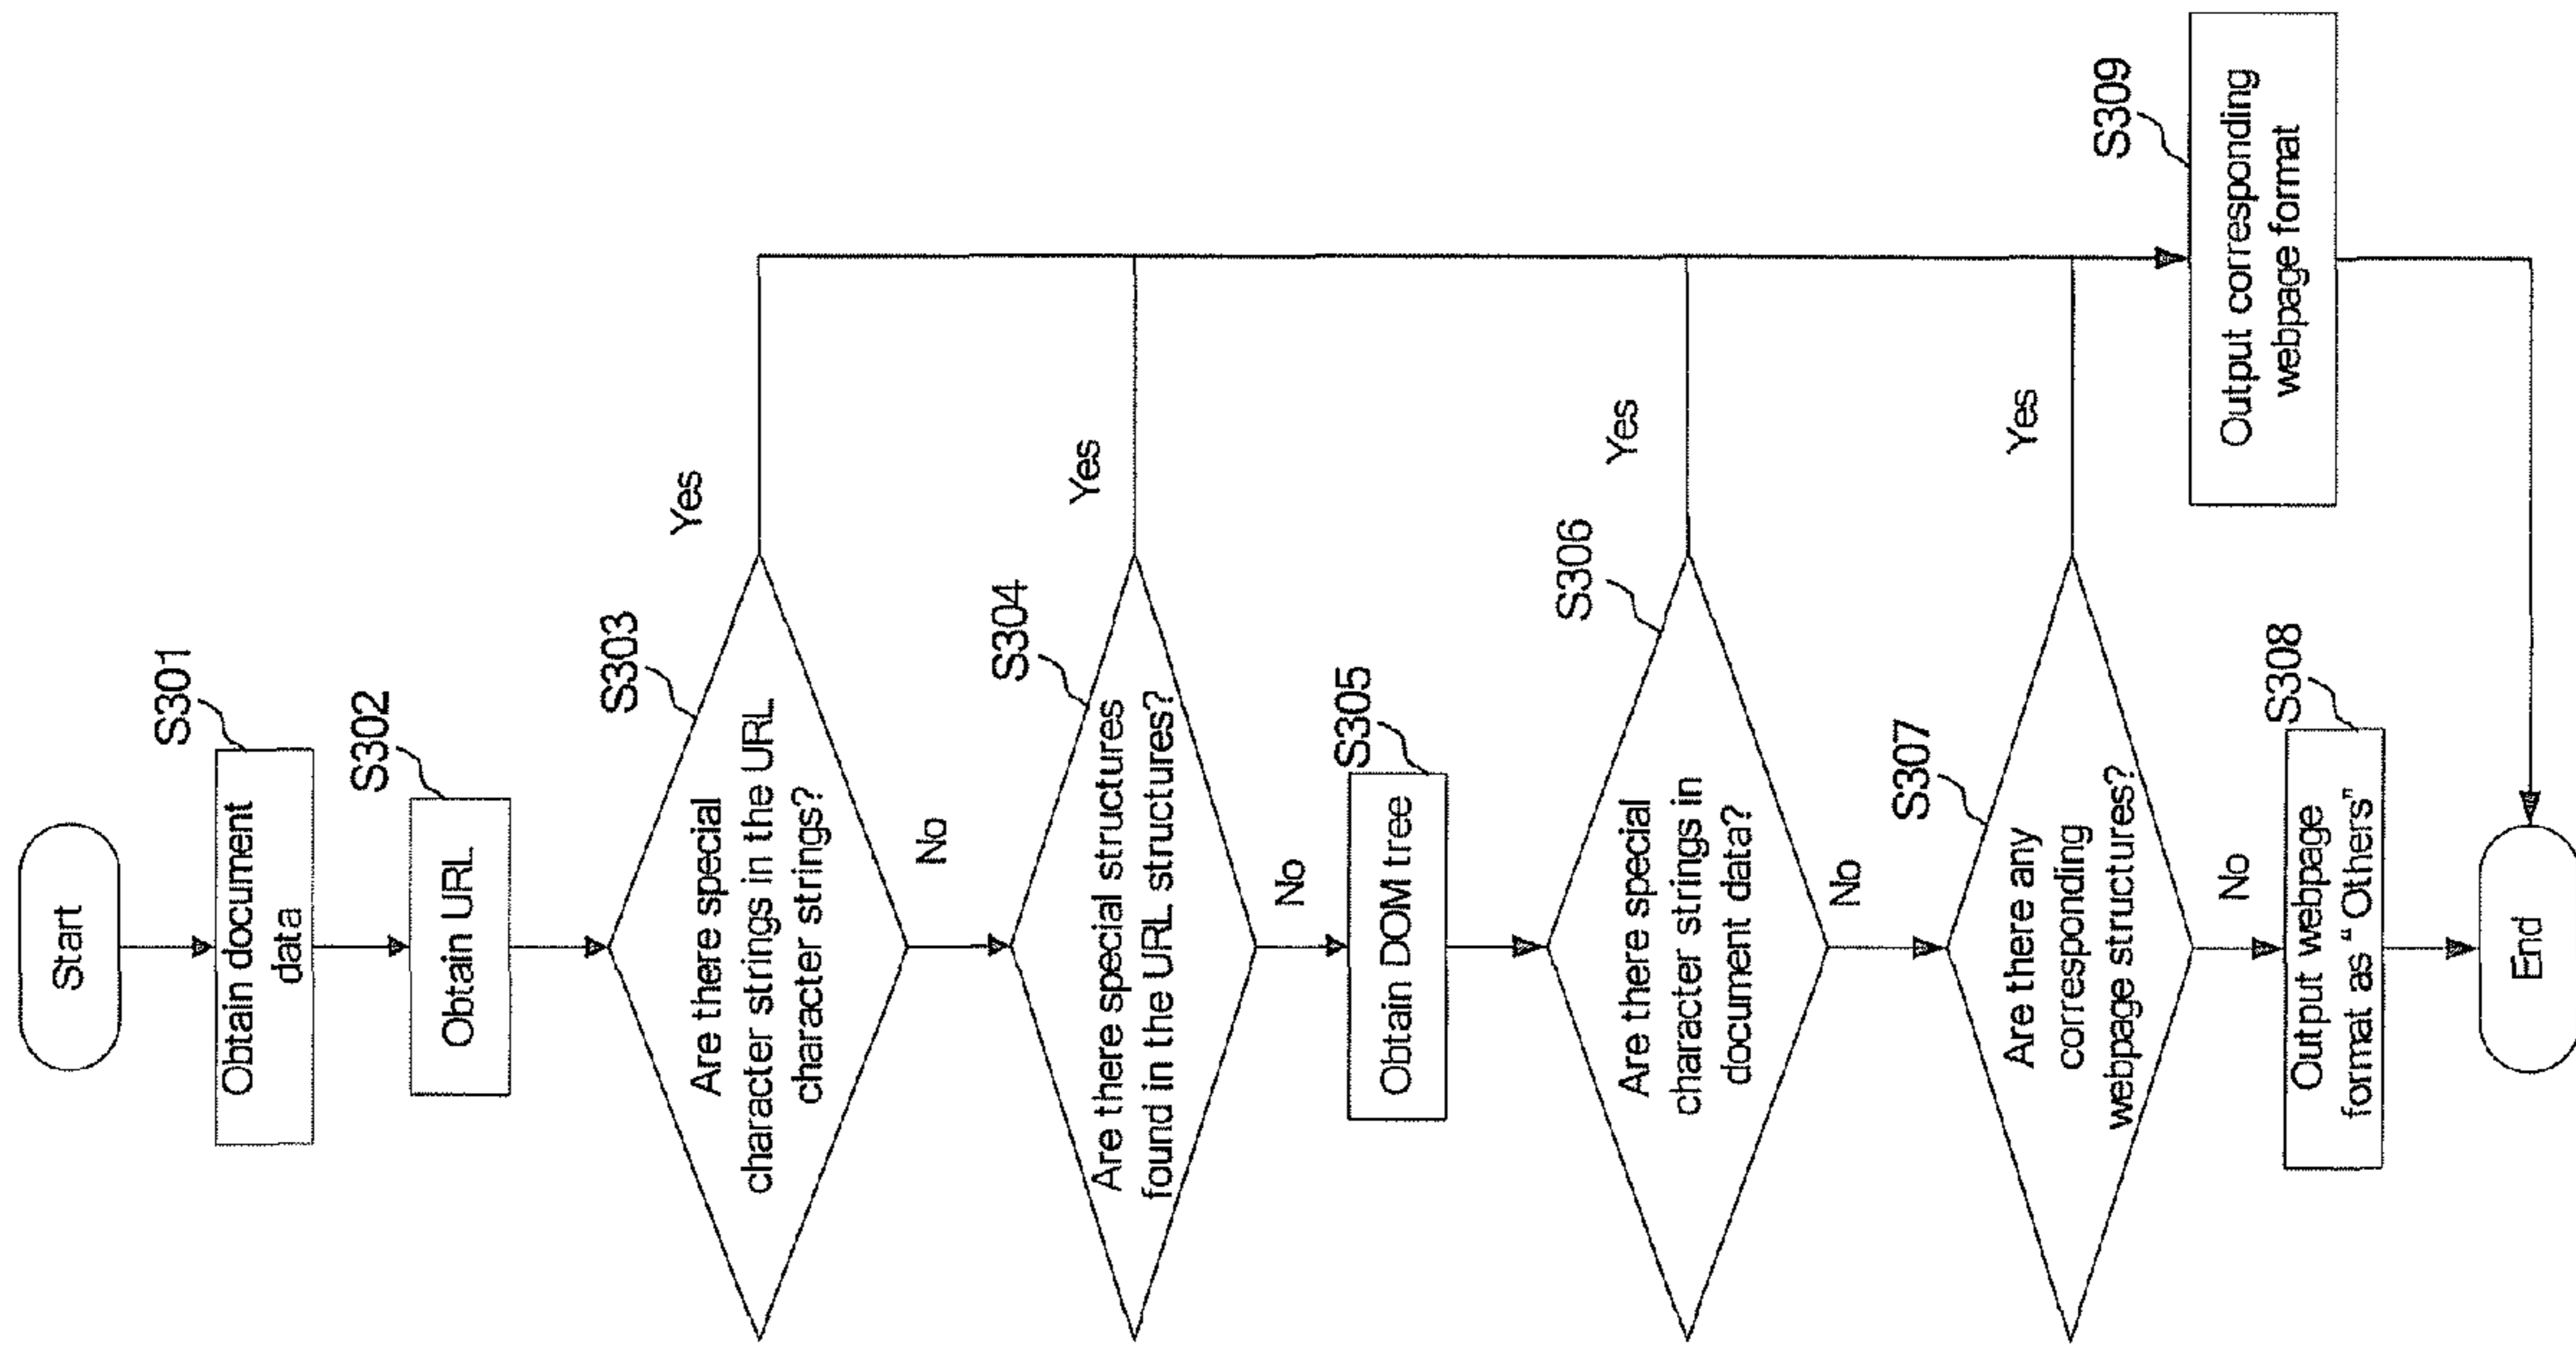 Start
S301
Obtain document
data
S302
Obtain URL
S303
Are there special
character strings in the URL
character strings?
Yes
No
S304
Are there special structures
found in the URL structures?
Yes
No
S305
Obtain DOM tree
S306
Are there special
character strings in
document data?
Yes
No
S307
Are there any
corresponding
webpage structures?
Yes
No
S308
Output webpage
format as “ Others”
S309
Output corresponding
webpage format
End